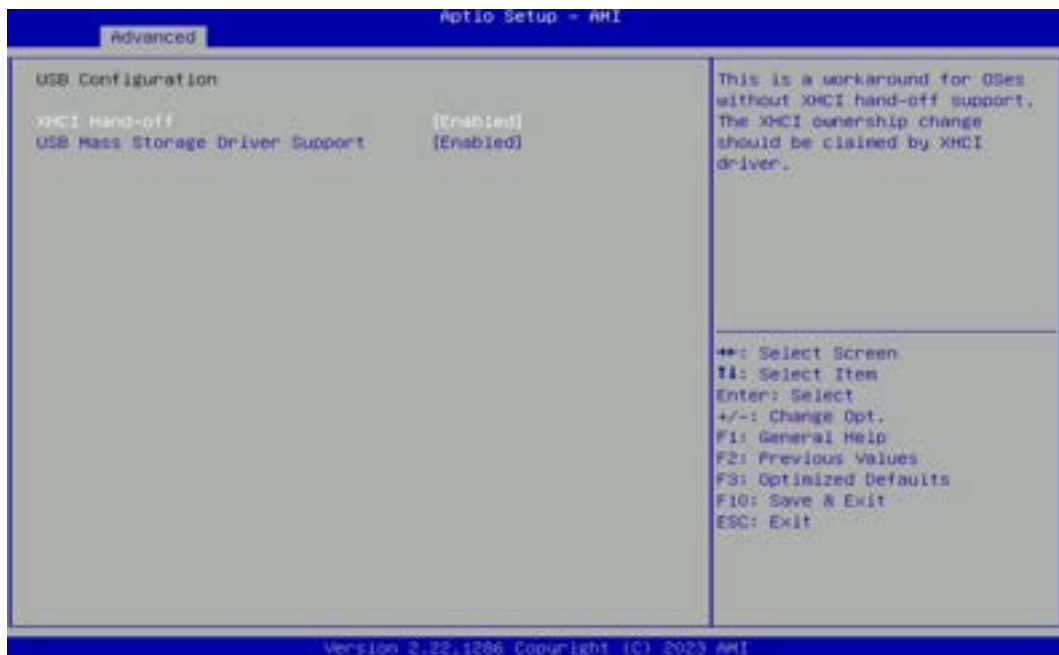 Aptio Setup - AMI
Advanced
USB Configuration
XHCI Hand-off [Enabled]
USB Mass Storage Driver Support [Enabled]
This is a workaround for OSes
without XHCI hand-off support.
The XHCI ownership change
should be claimed by XHCI
driver.
→←: Select Screen
↑↓: Select Item
Enter: Select
+/-: Change Opt.
F1: General Help
F2: Previous Values
F3: Optimized Defaults
F10: Save & Exit
ESC: Exit
Version 2.22.1286 Copyright (C) 2023 AMI